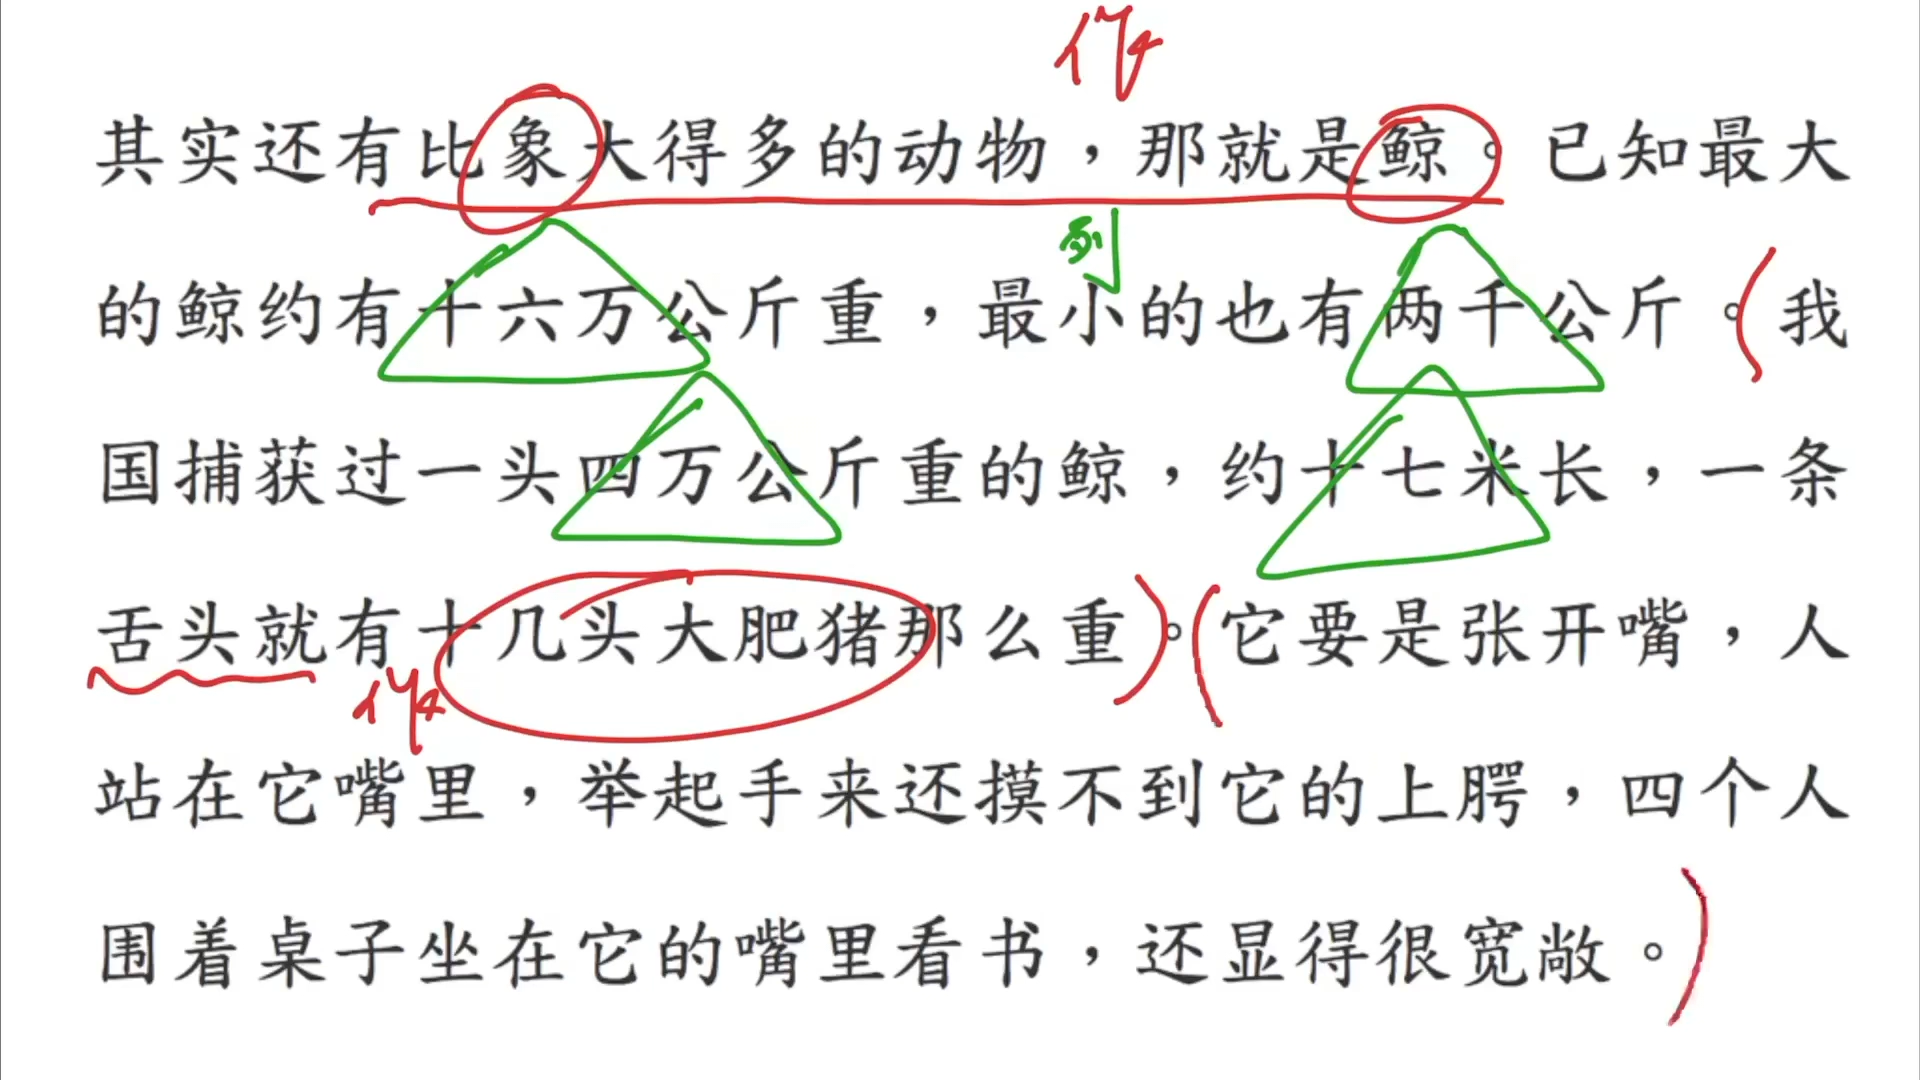 作比
其实还有比象大得多的动物，那就是鲸。已知最大
列
的鲸约有十六万公斤重，最小的也有两千公斤。我
国捕获过一头四万公斤重的鲸，约十七米长，一条
舌头就有十几头大肥猪那么重。它要是张开嘴，人
作比
站在它嘴里，举起手来还摸不到它的上腭，四个人
围着桌子坐在它的嘴里看书，还显得很宽敞。